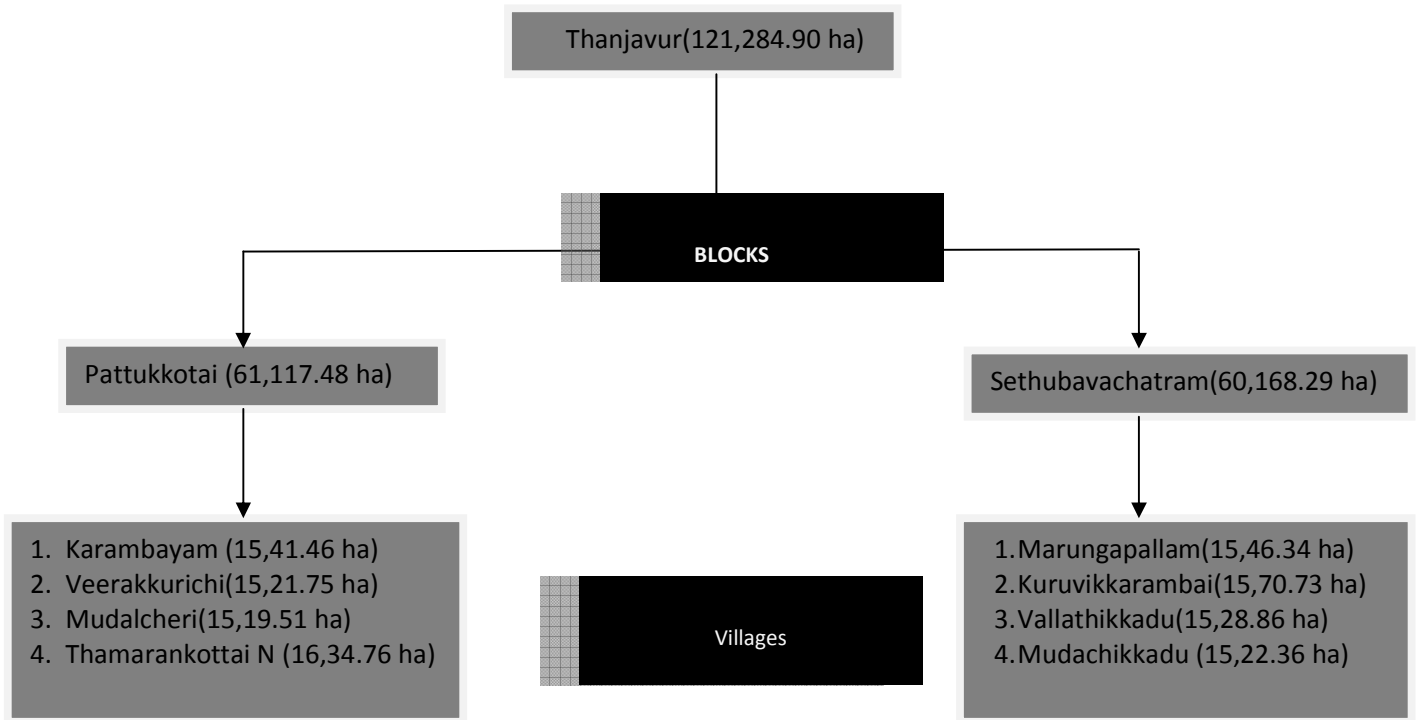 Thanjavur(121,284.90 ha)
BLOCKS
Pattukkotai (61,117.48 ha)
Sethubavachatram(60,168.29 ha)
1. Karambayam (15,41.46 ha)
2. Veerakkurichi(15,21.75 ha)
3. Mudalcheri(15,19.51 ha)
4. Thamarankottai N (16,34.76 ha)
Villages
1.Marungapallam(15,46.34 ha)
2.Kuruvikkarambai(15,70.73 ha)
3.Vallathikkadu(15,28.86 ha)
4.Mudachikkadu (15,22.36 ha)